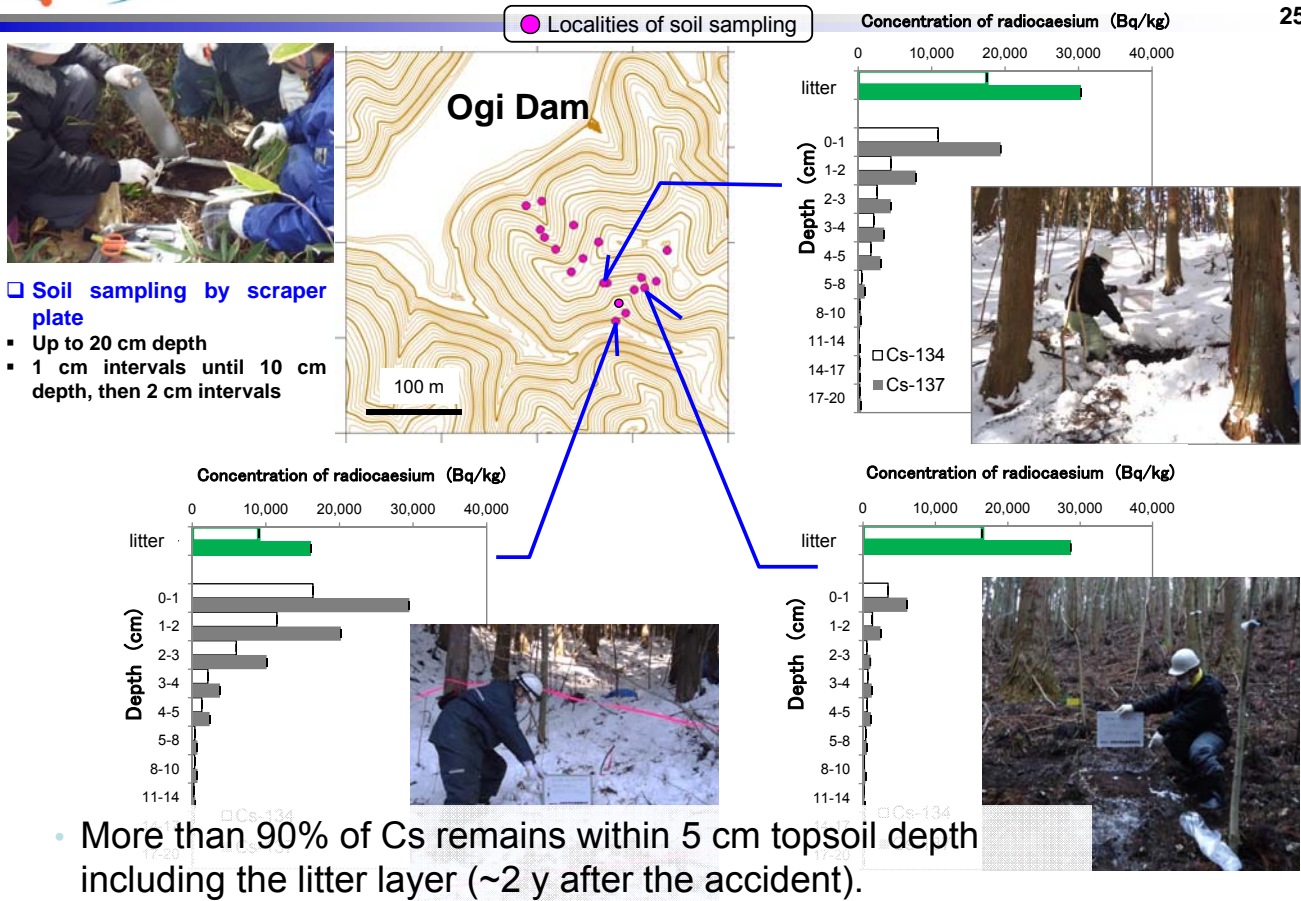 Localities of soil sampling
25
Ogi Dam
100 m
❑ Soil sampling by scraper
plate
▪ Up to 20 cm depth
▪ 1 cm intervals until 10 cm
depth, then 2 cm intervals
Concentration of radiocaesium (Bq/kg)
0 10,000 20,000 30,000 40,000
litter
Depth (cm)
0-1
1-2
2-3
3-4
4-5
5-8
8-10
11-14
14-17
17-20
Cs-134
Cs-137
Concentration of radiocaesium (Bq/kg)
0 10,000 20,000 30,000 40,000
litter
Depth (cm)
0-1
1-2
2-3
3-4
4-5
5-8
8-10
11-14
17-20
Cs-134
Concentration of radiocaesium (Bq/kg)
0 10,000 20,000 30,000 40,000
litter
Depth (cm)
0-1
1-2
2-3
3-4
4-5
5-8
8-10
11-14
Cs-134
• More than 90% of Cs remains within 5 cm topsoil depth
including the litter layer (~2 y after the accident).